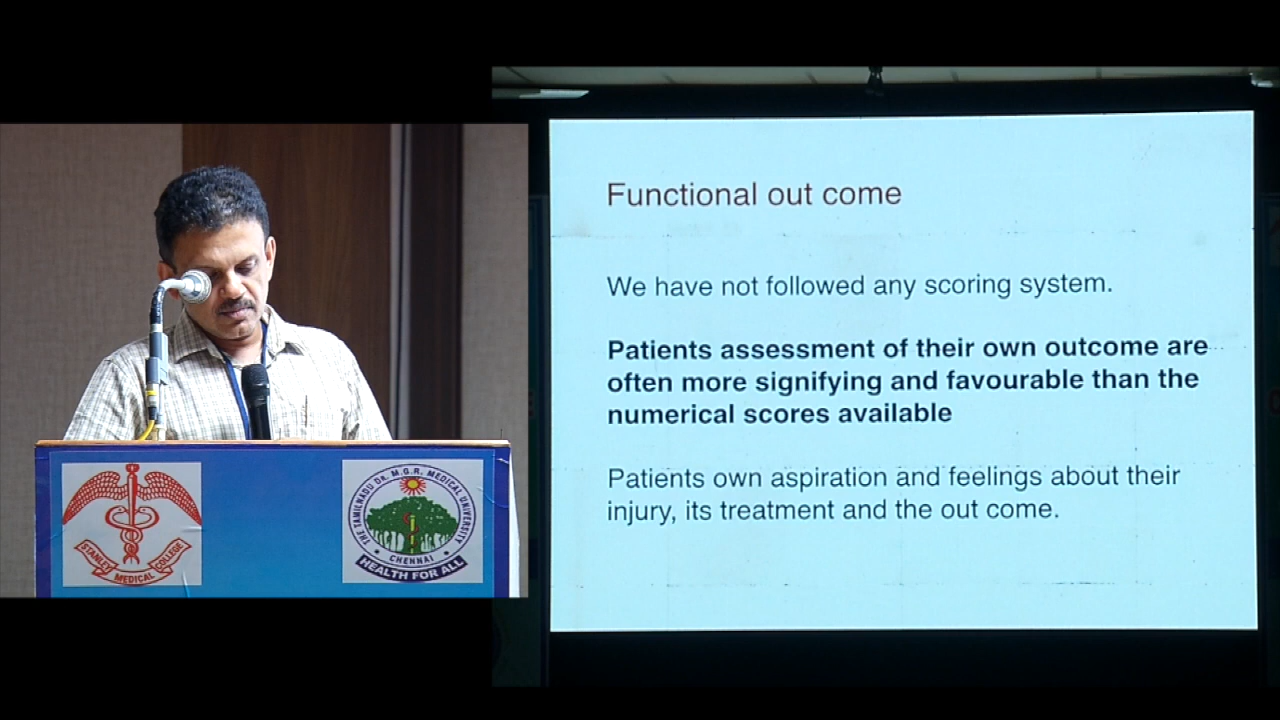 Functional out come
We have not followed any scoring system.
Patients assessment of their own outcome are
often more signifying and favourable than the
numerical scores available
Patients own aspiration and feelings about their
injury, its treatment and the out come.
STANLEY
MEDICAL COLLEGE
THE TAMILNADU DR. M.G.R. MEDICAL UNIVERSITY
CHENNAI
HEALTH FOR ALL